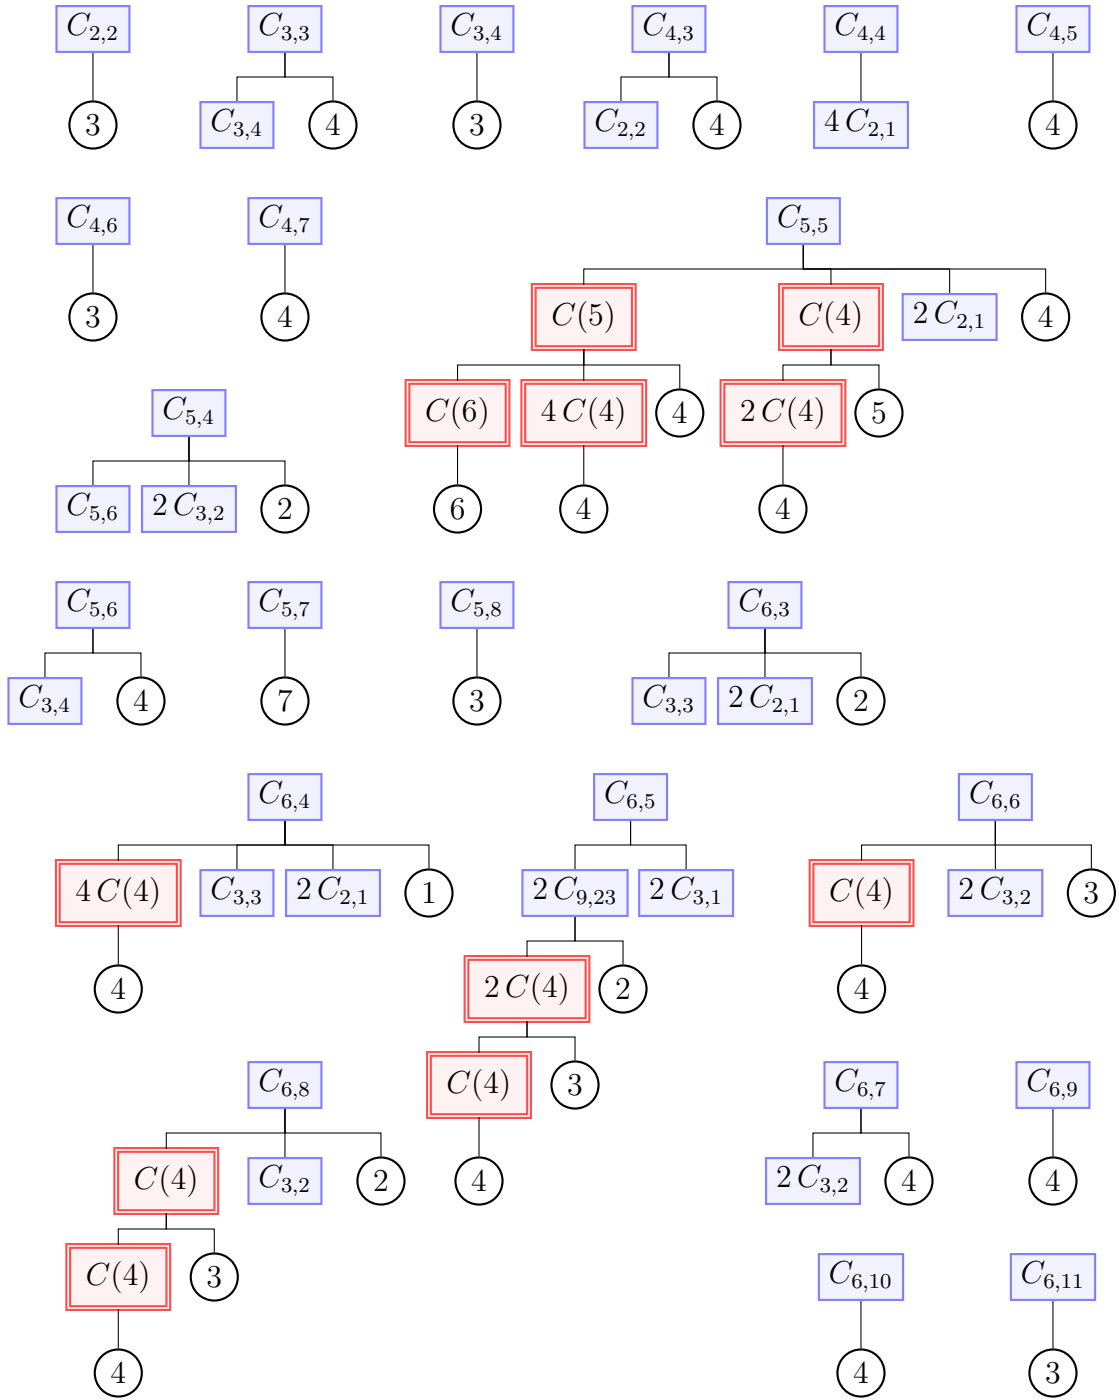 C2,2 C3,3 C3,4 C4,3 C4,4 C4,5
3 C3,4 4 3 C2,2 4 4 C2,1 4
C4,6 C4,7 C5,5
3 4 C(5) C(4) 2 C2,1 4
C5,4 C(6) 4 C(4) 4 2 C(4) 5
C5,6 2 C3,2 2 6 4 4
C5,6 C5,7 C5,8 C6,3
C3,4 4 7 3 C3,3 2 C2,1 2
C6,4 C6,5 C6,6
4 C(4) C3,3 2 C2,1 1 2 C9,23 2 C3,1 C(4) 2 C3,2 3
4 2 C(4) 2 4
C6,8 C(4) 3 C6,7 C6,9
C(4) C3,2 2 4 2 C3,2 4 4
C(4) 3 C6,10 C6,11
4 4 3